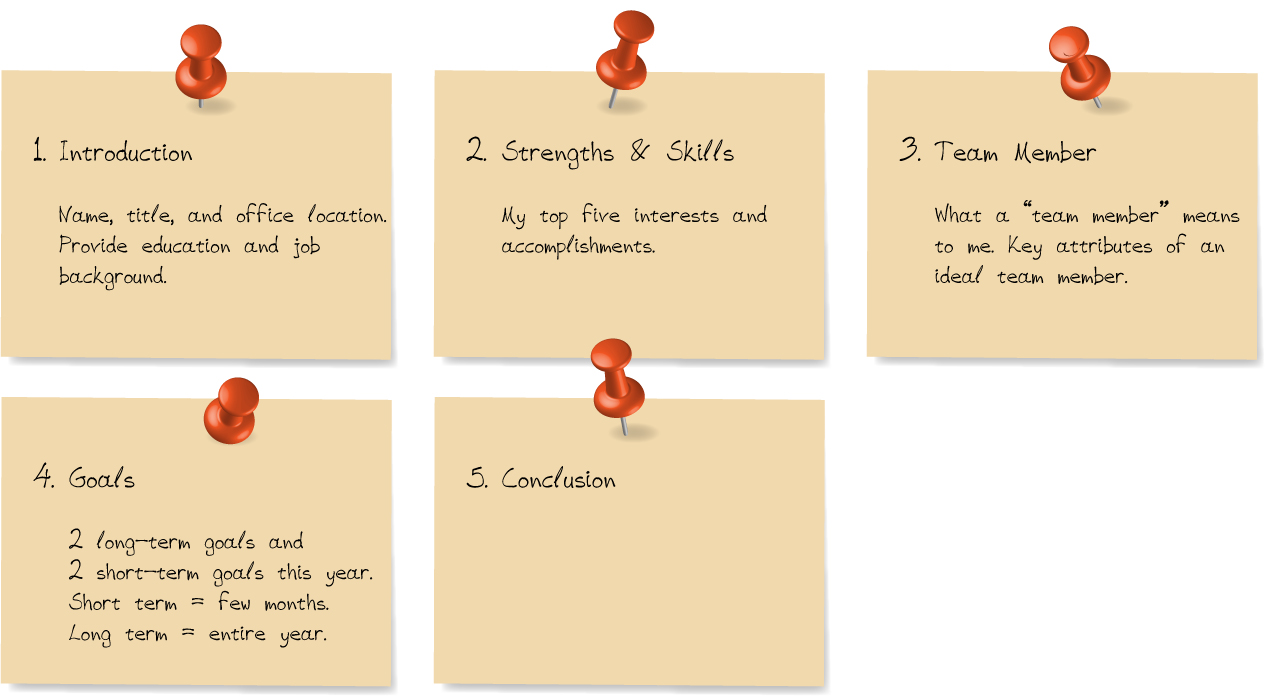 1. Introduction
Name, title, and office location.
Provide education and job
background.
2. Strengths & Skills
My top five interests and
accomplishments.
3. Team Member
What a “team member” means
to me. Key attributes of an
ideal team member.
4. Goals
2 long-term goals and
2 short-term goals this year.
Short term = few months.
Long term = entire year.
5. Conclusion